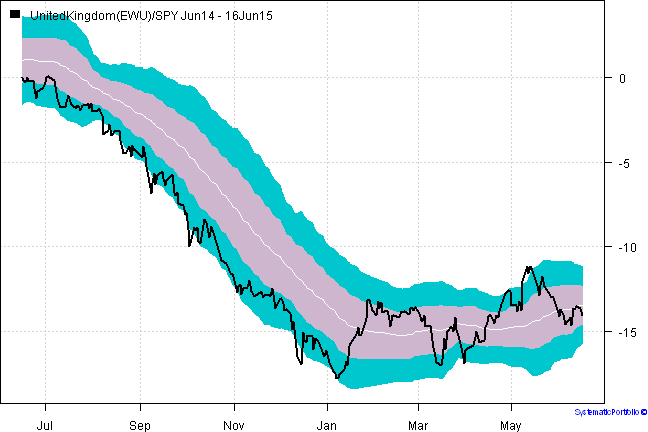 UnitedKingdom(EWU)/SPY Jun14 - 16Jun15
0
-5
-10
-15
SystematicPortfolio ©
Jul Sep Nov Jan Mar May